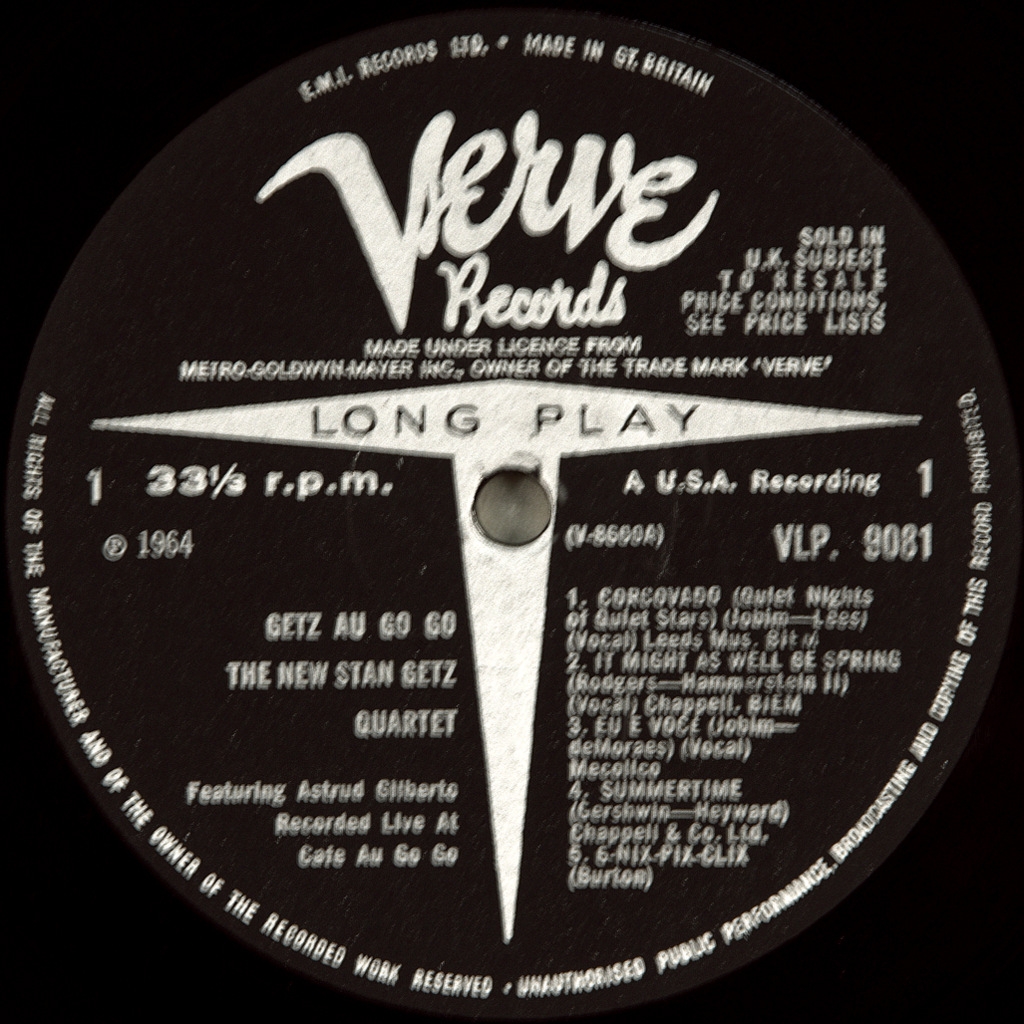 E.M.I. RECORDS LTD. • MADE IN GT. BRITAIN
Verve
Records
SOLD IN
U.K. SUBJECT
TO RESALE
PRICE CONDITIONS,
SEE PRICE LISTS
MADE UNDER LICENCE FROM
METRO-GOLDWYN-MAYER INC., OWNER OF THE TRADE MARK "VERVE"
LONG PLAY
1 33⅓ r.p.m.
A U.S.A. Recording 1
℗ 1964
(V-8600A)
VLP. 9081
GETZ AU GO GO
THE NEW STAN GETZ
QUARTET
Featuring Astrud Gilberto
Recorded Live At
Cafe Au Go Go
1. CORCOVADO (Quiet Nights
of Quiet Stars) (Jobim—Lees)
(Vocal) Leeds Mus.
2. IT MIGHT AS WELL BE SPRING
(Rodgers—Hammerstein II)
(Vocal) Chappell, BIEM
3. EU E VOCE (Jobim—
deMoraes) (Vocal)
Mecolico
4. SUMMERTIME
(Gershwin—Heyward)
Chappell & Co. Ltd.
5. 6-NIX-PIX-CLIX
(Burton)
ALL RIGHTS OF THE MANUFACTURER AND OF THE OWNER OF THE RECORDED WORK RESERVED • UNAUTHORISED PUBLIC PERFORMANCE, BROADCASTING AND COPYING OF THIS RECORD PROHIBITED.